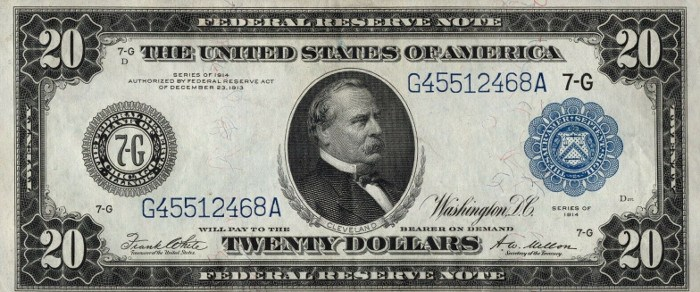 FEDERAL RESERVE NOTE
20
20
7-G
D
THE UNITED STATES OF AMERICA
SERIES OF 1914
AUTHORIZED BY FEDERAL RESERVE ACT
OF DECEMBER 23, 1913
G45512468A
7-G
TWENTY
TWENTY
7-G
7-G
G45512468A
CLEVELAND
Washington, D.C.
SERIES OF
1914
WILL PAY TO THE
BEARER ON DEMAND
7-G
20
20
Frank White
Treasurer of the United States
TWENTY DOLLARS
A.W. Mellon
Secretary of the Treasury
FEDERAL RESERVE NOTE